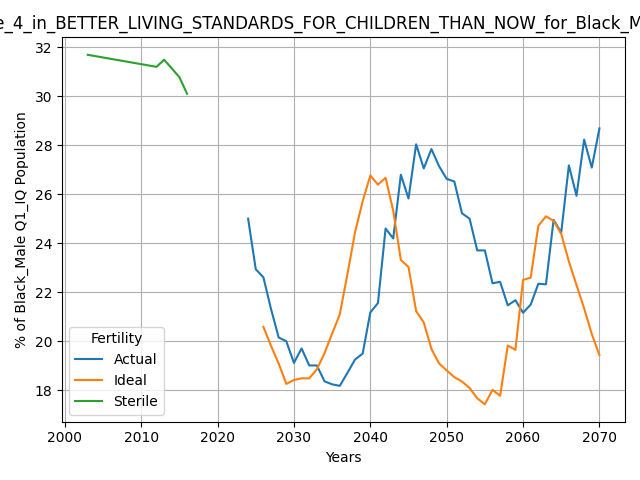 e_4_in_BETTER_LIVING_STANDARDS_FOR_CHILDREN_THAN_NOW_for_Black_M
% of Black_Male Q1_IQ Population
32
30
28
26
24
22
20
18
Fertility
Actual
Ideal
Sterile
2000 2010 2020 2030 2040 2050 2060 2070
Years